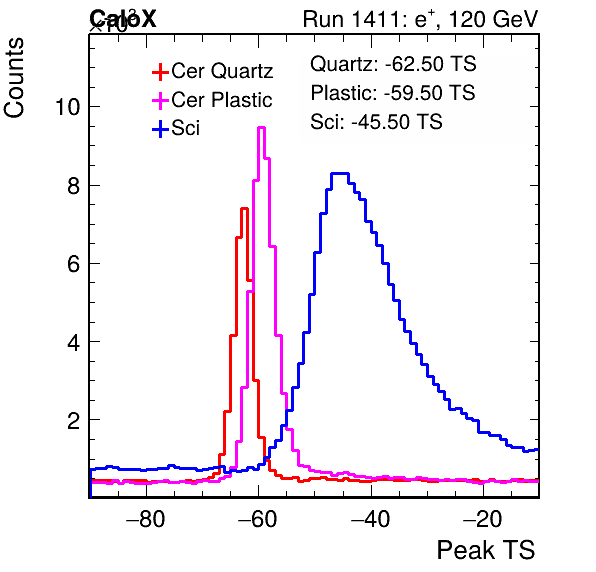 CaloX Run 1411: e⁺, 120 GeV
×10³
Counts
Cer Quartz
Cer Plastic
Sci
Quartz: -62.50 TS
Plastic: -59.50 TS
Sci: -45.50 TS
10
8
6
4
2
−80 −60 −40 −20
Peak TS